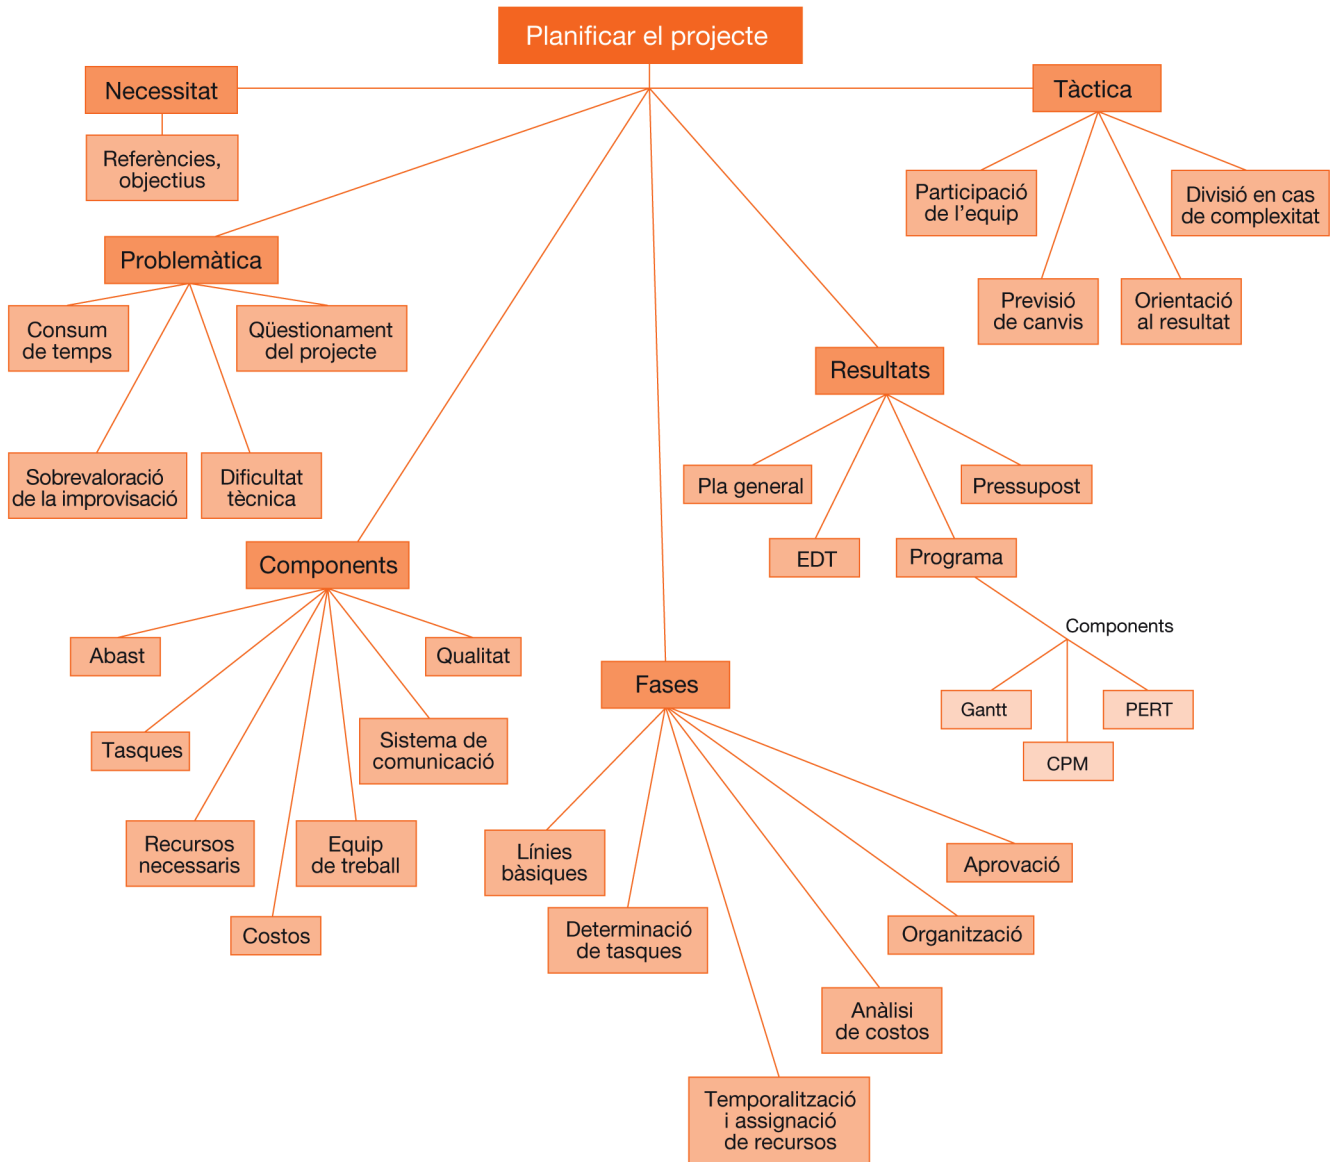 Planificar el projecte
Necessitat
Tàctica
Referències,
objectius
Participació
de l'equip
Divisió en cas
de complexitat
Problemàtica
Previsió
de canvis
Orientació
al resultat
Consum
de temps
Qüestionament
del projecte
Resultats
Sobrevaloració
de la improvisació
Dificultat
tècnica
Pla general
Pressupost
EDT
Programa
Components
Components
Abast
Qualitat
Fases
Gantt
PERT
Tasques
Sistema de
comunicació
CPM
Recursos
necessaris
Equip
de treball
Línies
bàsiques
Aprovació
Costos
Determinació
de tasques
Organització
Anàlisi
de costos
Temporalització
i assignació
de recursos